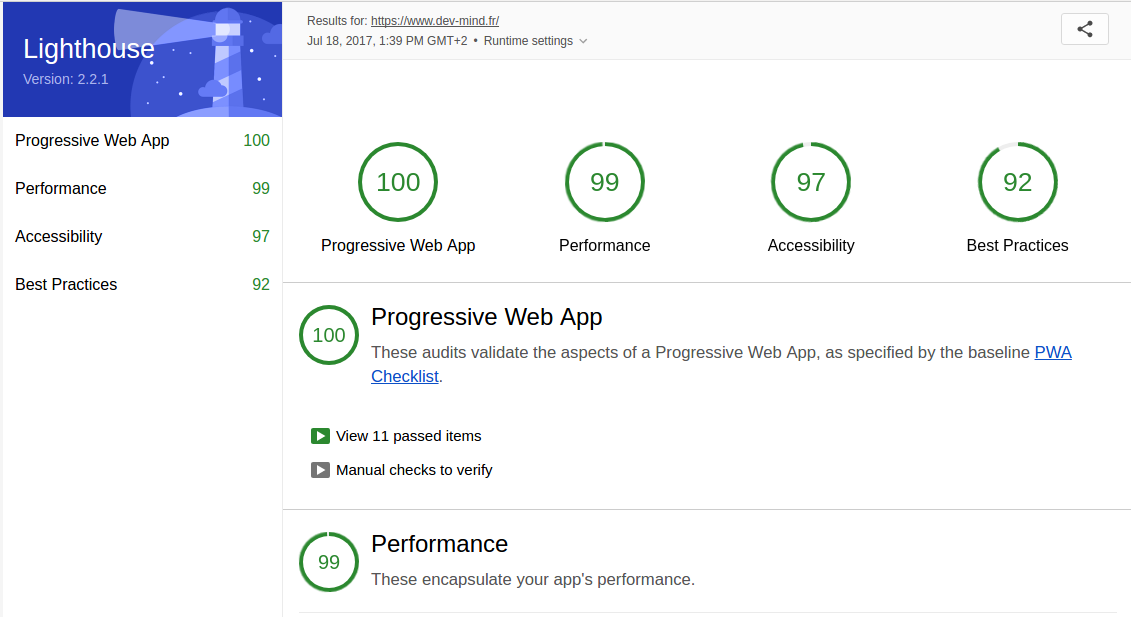 Lighthouse
Version: 2.2.1
Progressive Web App 100
Performance 99
Accessibility 97
Best Practices 92
Results for: https://www.dev-mind.fr/
Jul 18, 2017, 1:39 PM GMT+2 • Runtime settings
100 99 97 92
Progressive Web App Performance Accessibility Best Practices
100
Progressive Web App
These audits validate the aspects of a Progressive Web App, as specified by the baseline PWA
Checklist.
View 11 passed items
Manual checks to verify
99
Performance
These encapsulate your app's performance.